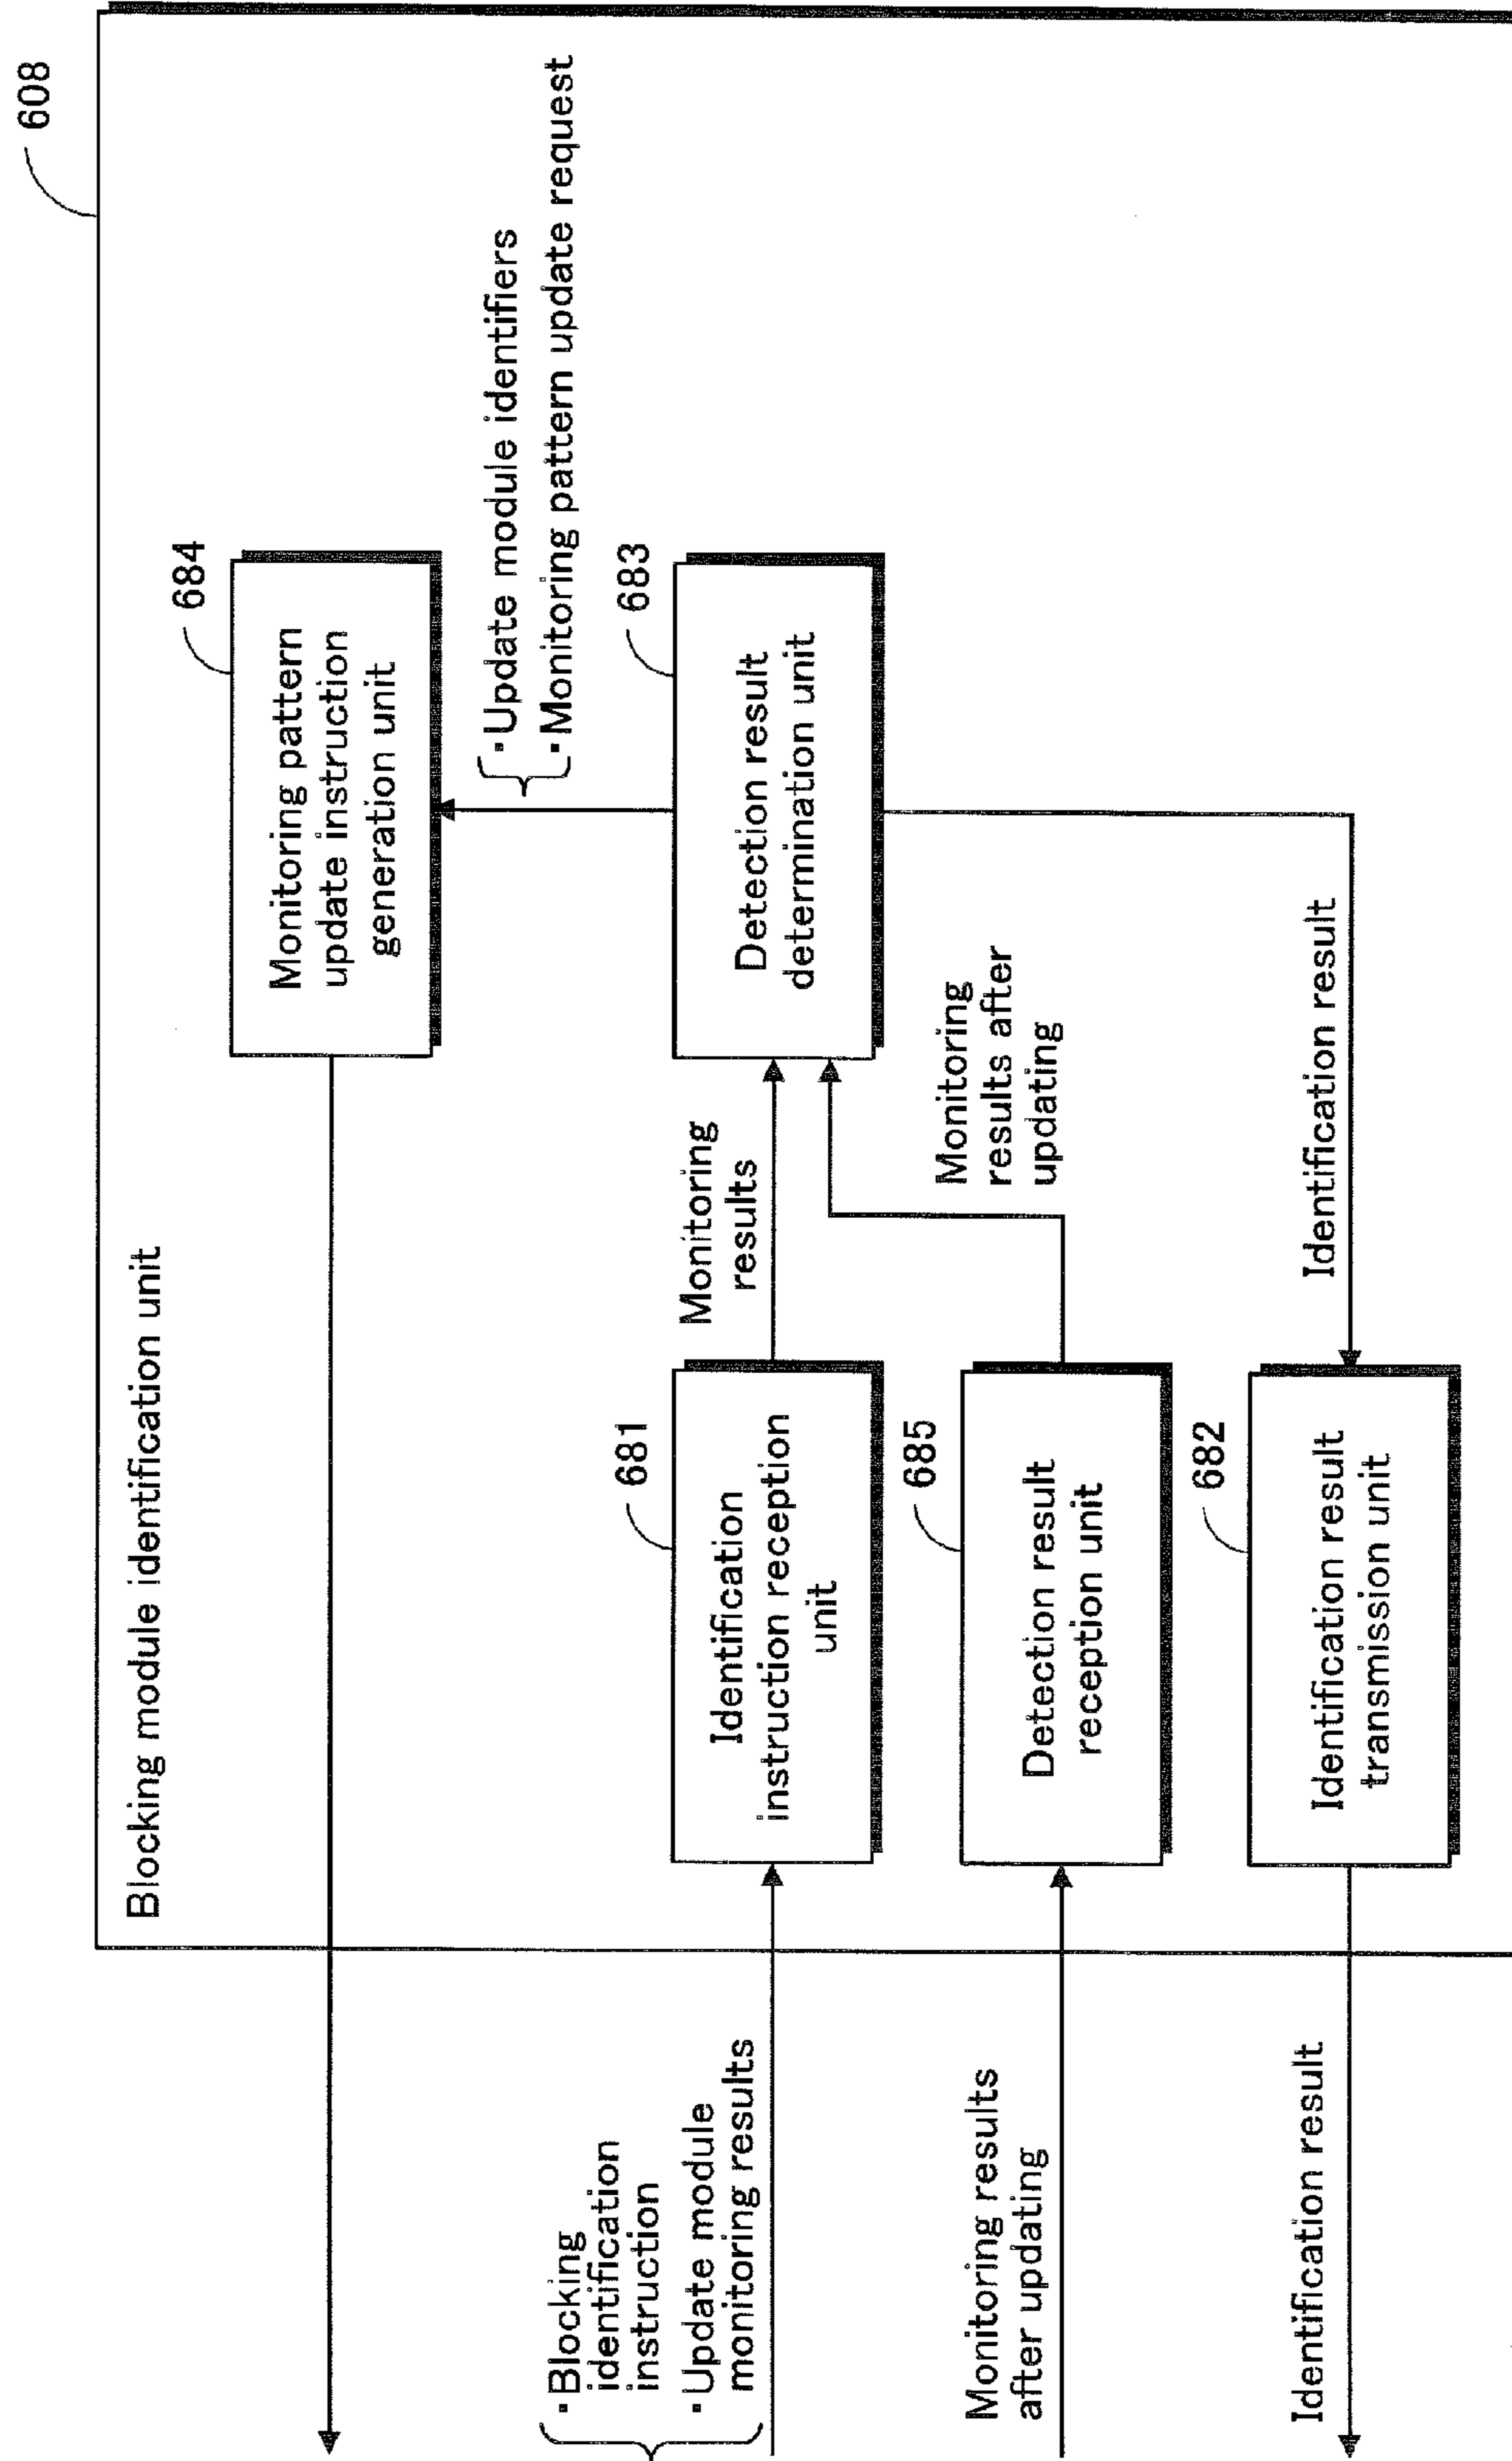 608
Blocking module identification unit
684
Monitoring pattern
update instruction
generation unit
·Update module identifiers
·Monitoring pattern update request
·Blocking
identification
instruction
·Update module
monitoring results
681
Identification
instruction reception
unit
Monitoring
results
683
Detection result
determination unit
Monitoring results
after updating
685
Detection result
reception unit
Monitoring
results after
updating
Identification result
682
Identification result
transmission unit
Identification result